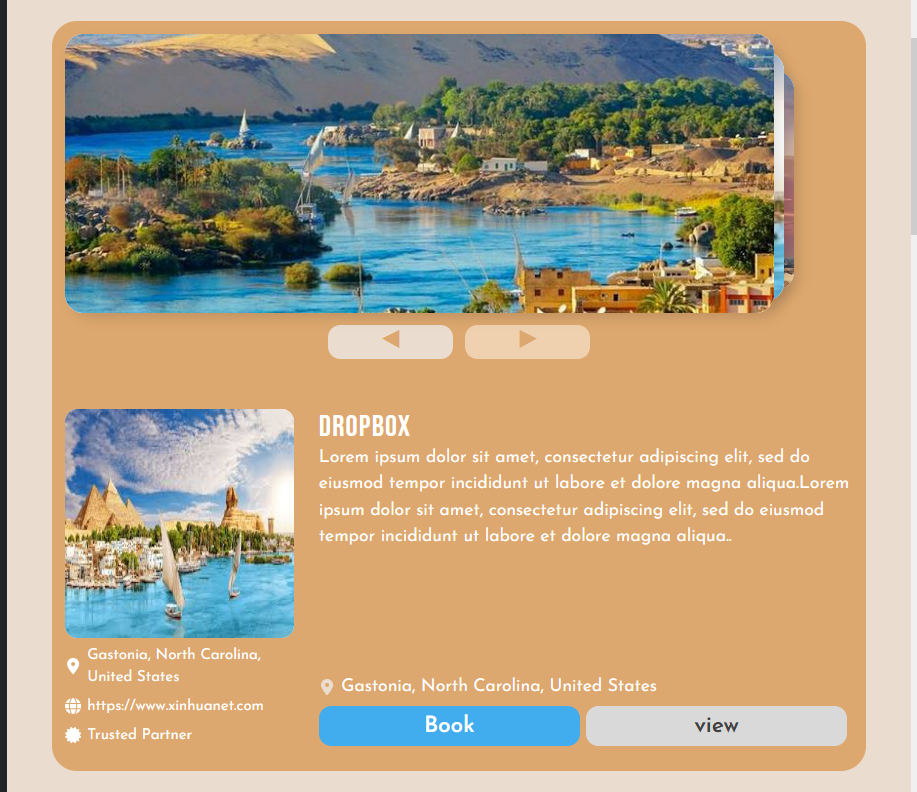 DROPBOX
Lorem ipsum dolor sit amet, consectetur adipiscing elit, sed do
eiusmod tempor incididunt ut labore et dolore magna aliqua.Lorem
ipsum dolor sit amet, consectetur adipiscing elit, sed do eiusmod
tempor incididunt ut labore et dolore magna aliqua..
Gastonia, North Carolina,
United States
https://www.xinhuanet.com
Trusted Partner
Gastonia, North Carolina, United States
Book
view